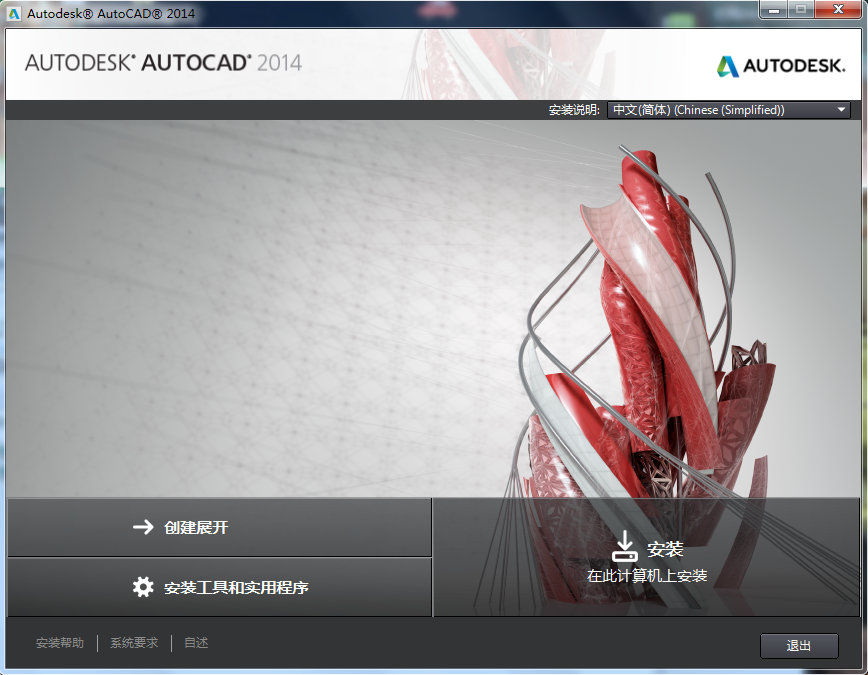 Autodesk® AutoCAD® 2014
AUTODESK® AUTOCAD® 2014
AUTODESK.
安装说明: 中文(简体) (Chinese (Simplified))
创建展开
安装工具和实用程序
安装
在此计算机上安装
安装帮助 系统要求 自述
退出